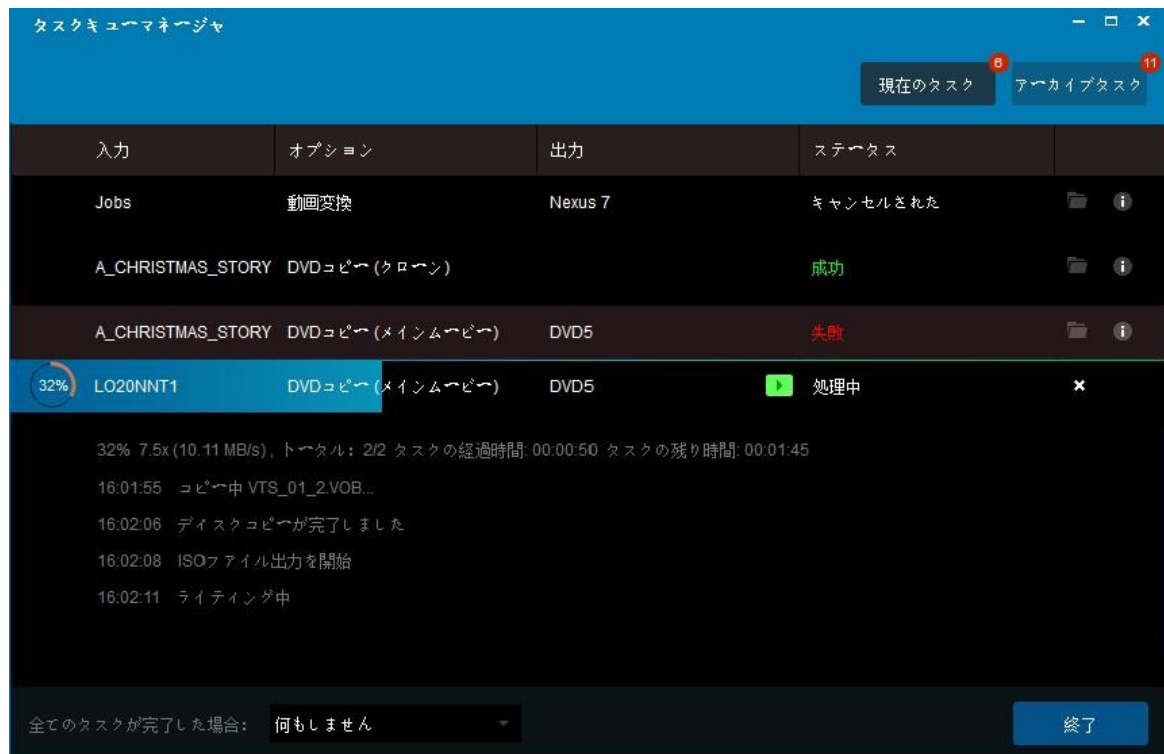 タスクキューマネージャ
6
11
現在のタスク アーカイブタスク
入力 オプション 出力 ステータス
Jobs 動画変換 Nexus 7 キャンセルされた
A_CHRISTMAS_STORY DVDコピー(クローン) 成功
A_CHRISTMAS_STORY DVDコピー(メインムービー) DVD5 失敗
32% LO20NNT1 DVDコピー(メインムービー) DVD5 処理中
32% 7.5x (10.11 MB/s) , トータル: 2/2 タスクの経過時間: 00:00:50 タスクの残り時間: 00:01:45
16:01:55 コピー中 VTS_01_2.VOB...
16:02:06 ディスクコピーが完了しました
16:02:08 ISOファイル出力を開始
16:02:11 ライティング中
全てのタスクが完了した場合: 何もしません 終了